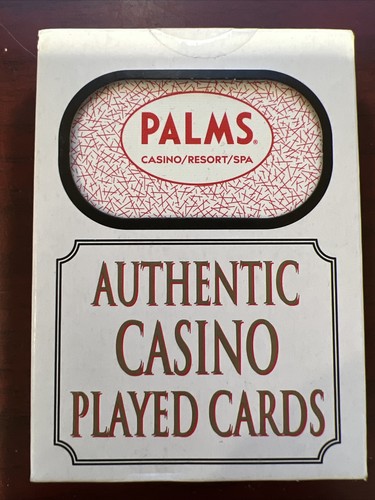 PALMS®
CASINO/RESORT/SPA
AUTHENTIC
CASINO
PLAYED CARDS